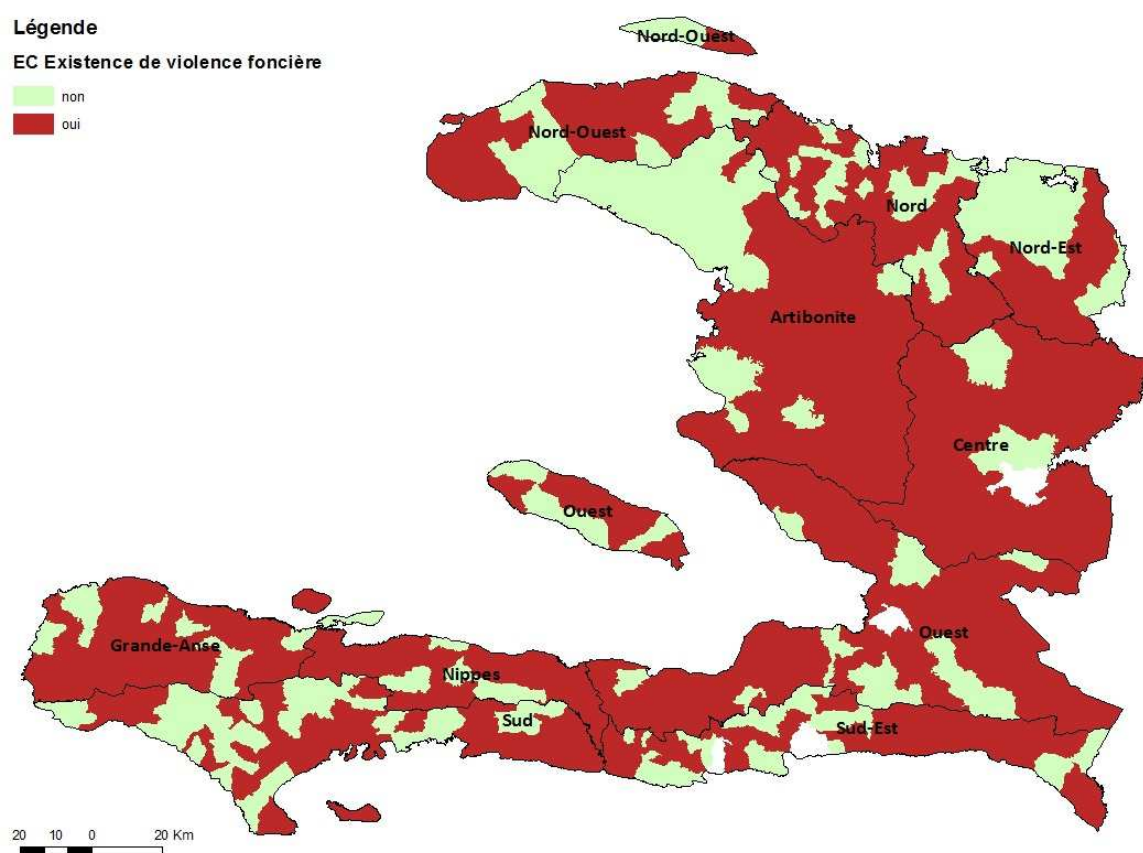 Légende
EC Existence de violence foncière
non
oui
Nord-Ouest
Nord-Ouest
Nord
Nord-Est
Artibonite
Centre
Ouest
Ouest
Grande-Anse
Nippes
Sud
Sud-Est
20 10 0 20 Km